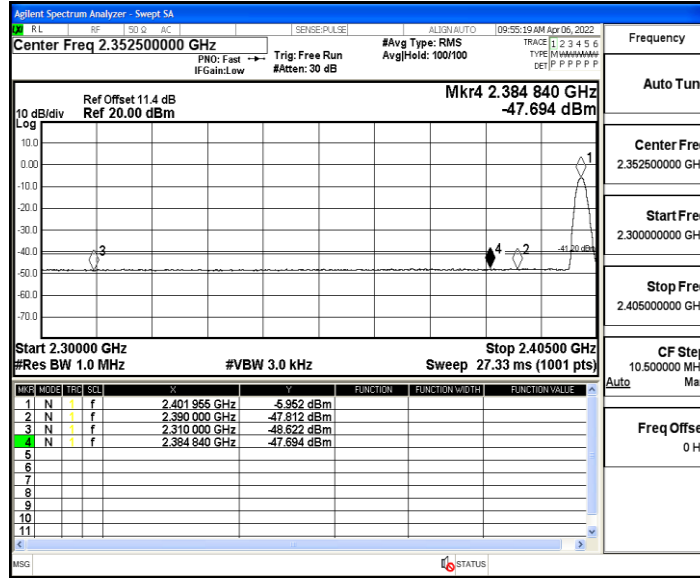 Agilent Spectrum Analyzer - Swept SA
RL RF 50 Ω AC SENSE:PULSE ALIGN AUTO 09:55:19 AM Apr 06, 2022
Center Freq 2.352500000 GHz #Avg Type: RMS TRACE 1 2 3 4 5 6
PNO: Fast Trig: Free Run Avg|Hold: 100/100 TYPE M WWWWW
IFGain:Low #Atten: 30 dB DET P P P P P P
Mkr4 2.384 840 GHz
-47.694 dBm
Ref Offset 11.4 dB
10 dB/div Ref 20.00 dBm
Log
10.0
0.00
-10.0
-20.0
-30.0
-40.0
-50.0
-60.0
-70.0
1
3
4
2
-41.20 dBm
Start 2.30000 GHz Stop 2.40500 GHz
#Res BW 1.0 MHz #VBW 3.0 kHz Sweep 27.33 ms (1001 pts)
MKR MODE TRC SCL X Y FUNCTION FUNCTION WIDTH FUNCTION VALUE
1 N 1 f 2.401 955 GHz -5.952 dBm
2 N 1 f 2.390 000 GHz -47.812 dBm
3 N 1 f 2.310 000 GHz -48.622 dBm
4 N 1 f 2.384 840 GHz -47.694 dBm
5
6
7
8
9
10
11
MSG STATUS
Frequency
Auto Tun
Center Fre
2.352500000 GH
Start Fre
2.300000000 GH
Stop Fre
2.405000000 GH
CF Ste
10.500000 MH
Auto Ma
Freq Offse
0 H